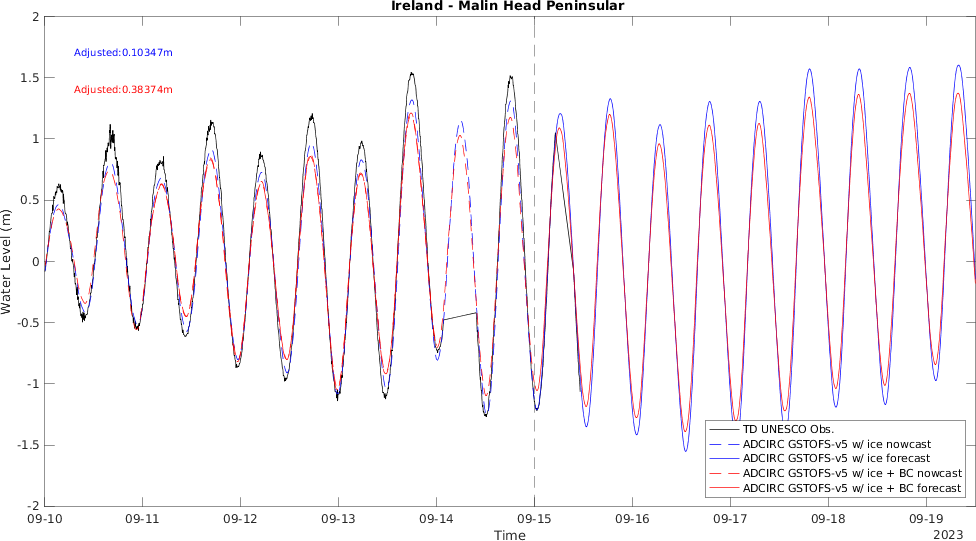 Ireland - Malin Head Peninsular
2
1.5
1
0.5
0
-0.5
-1
-1.5
-2
Water Level (m)
Adjusted:0.10347m
Adjusted:0.38374m
TD UNESCO Obs.
ADCIRC GSTOFS-v5 w/ ice nowcast
ADCIRC GSTOFS-v5 w/ ice forecast
ADCIRC GSTOFS-v5 w/ ice + BC nowcast
ADCIRC GSTOFS-v5 w/ ice + BC forecast
09-10 09-11 09-12 09-13 09-14 09-15 09-16 09-17 09-18 09-19
Time
2023